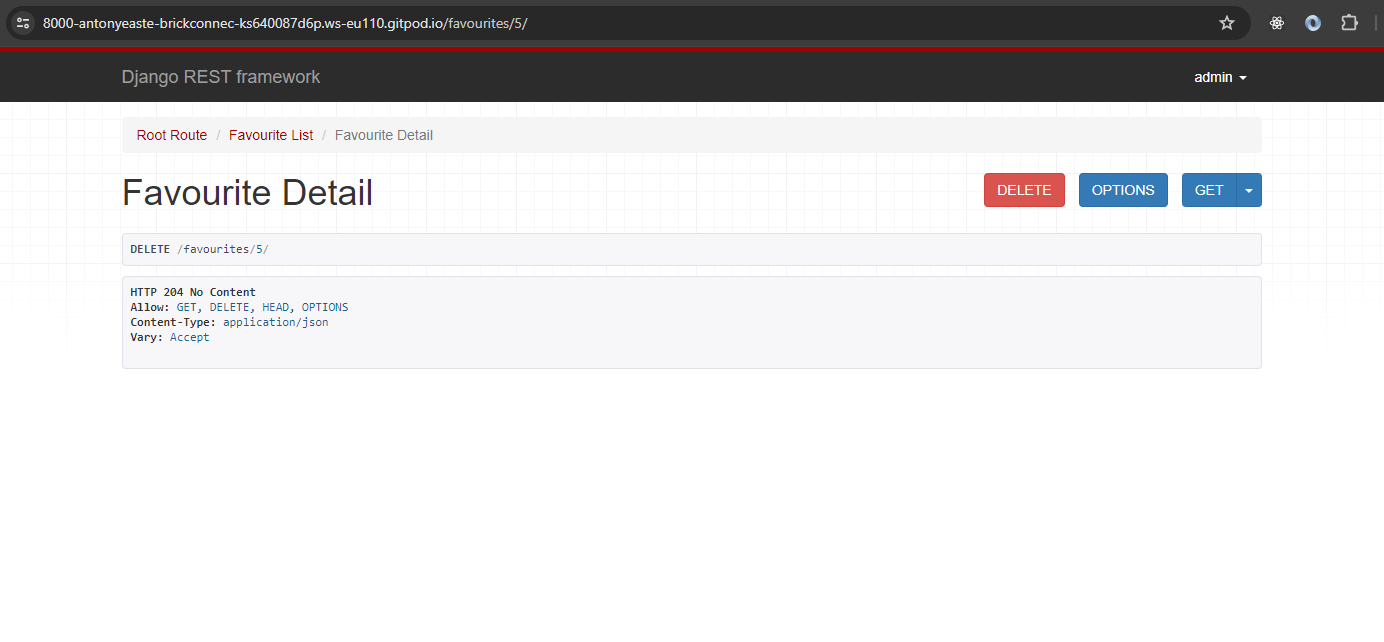 8000-antonyeaste-brickconnec-ks640087d6p.ws-eu110.gitpod.io/favourites/5/
Django REST framework
admin
Root Route / Favourite List / Favourite Detail
Favourite Detail
DELETE
OPTIONS
GET
DELETE /favourites/5/
HTTP 204 No Content
Allow: GET, DELETE, HEAD, OPTIONS
Content-Type: application/json
Vary: Accept